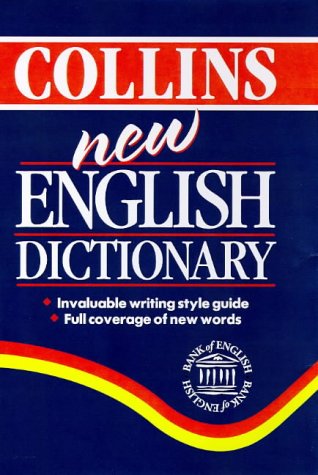 COLLINS
new
ENGLISH
DICTIONARY
Invaluable writing style guide
Full coverage of new words
BANK of ENGLISH
BANK of ENGLISH